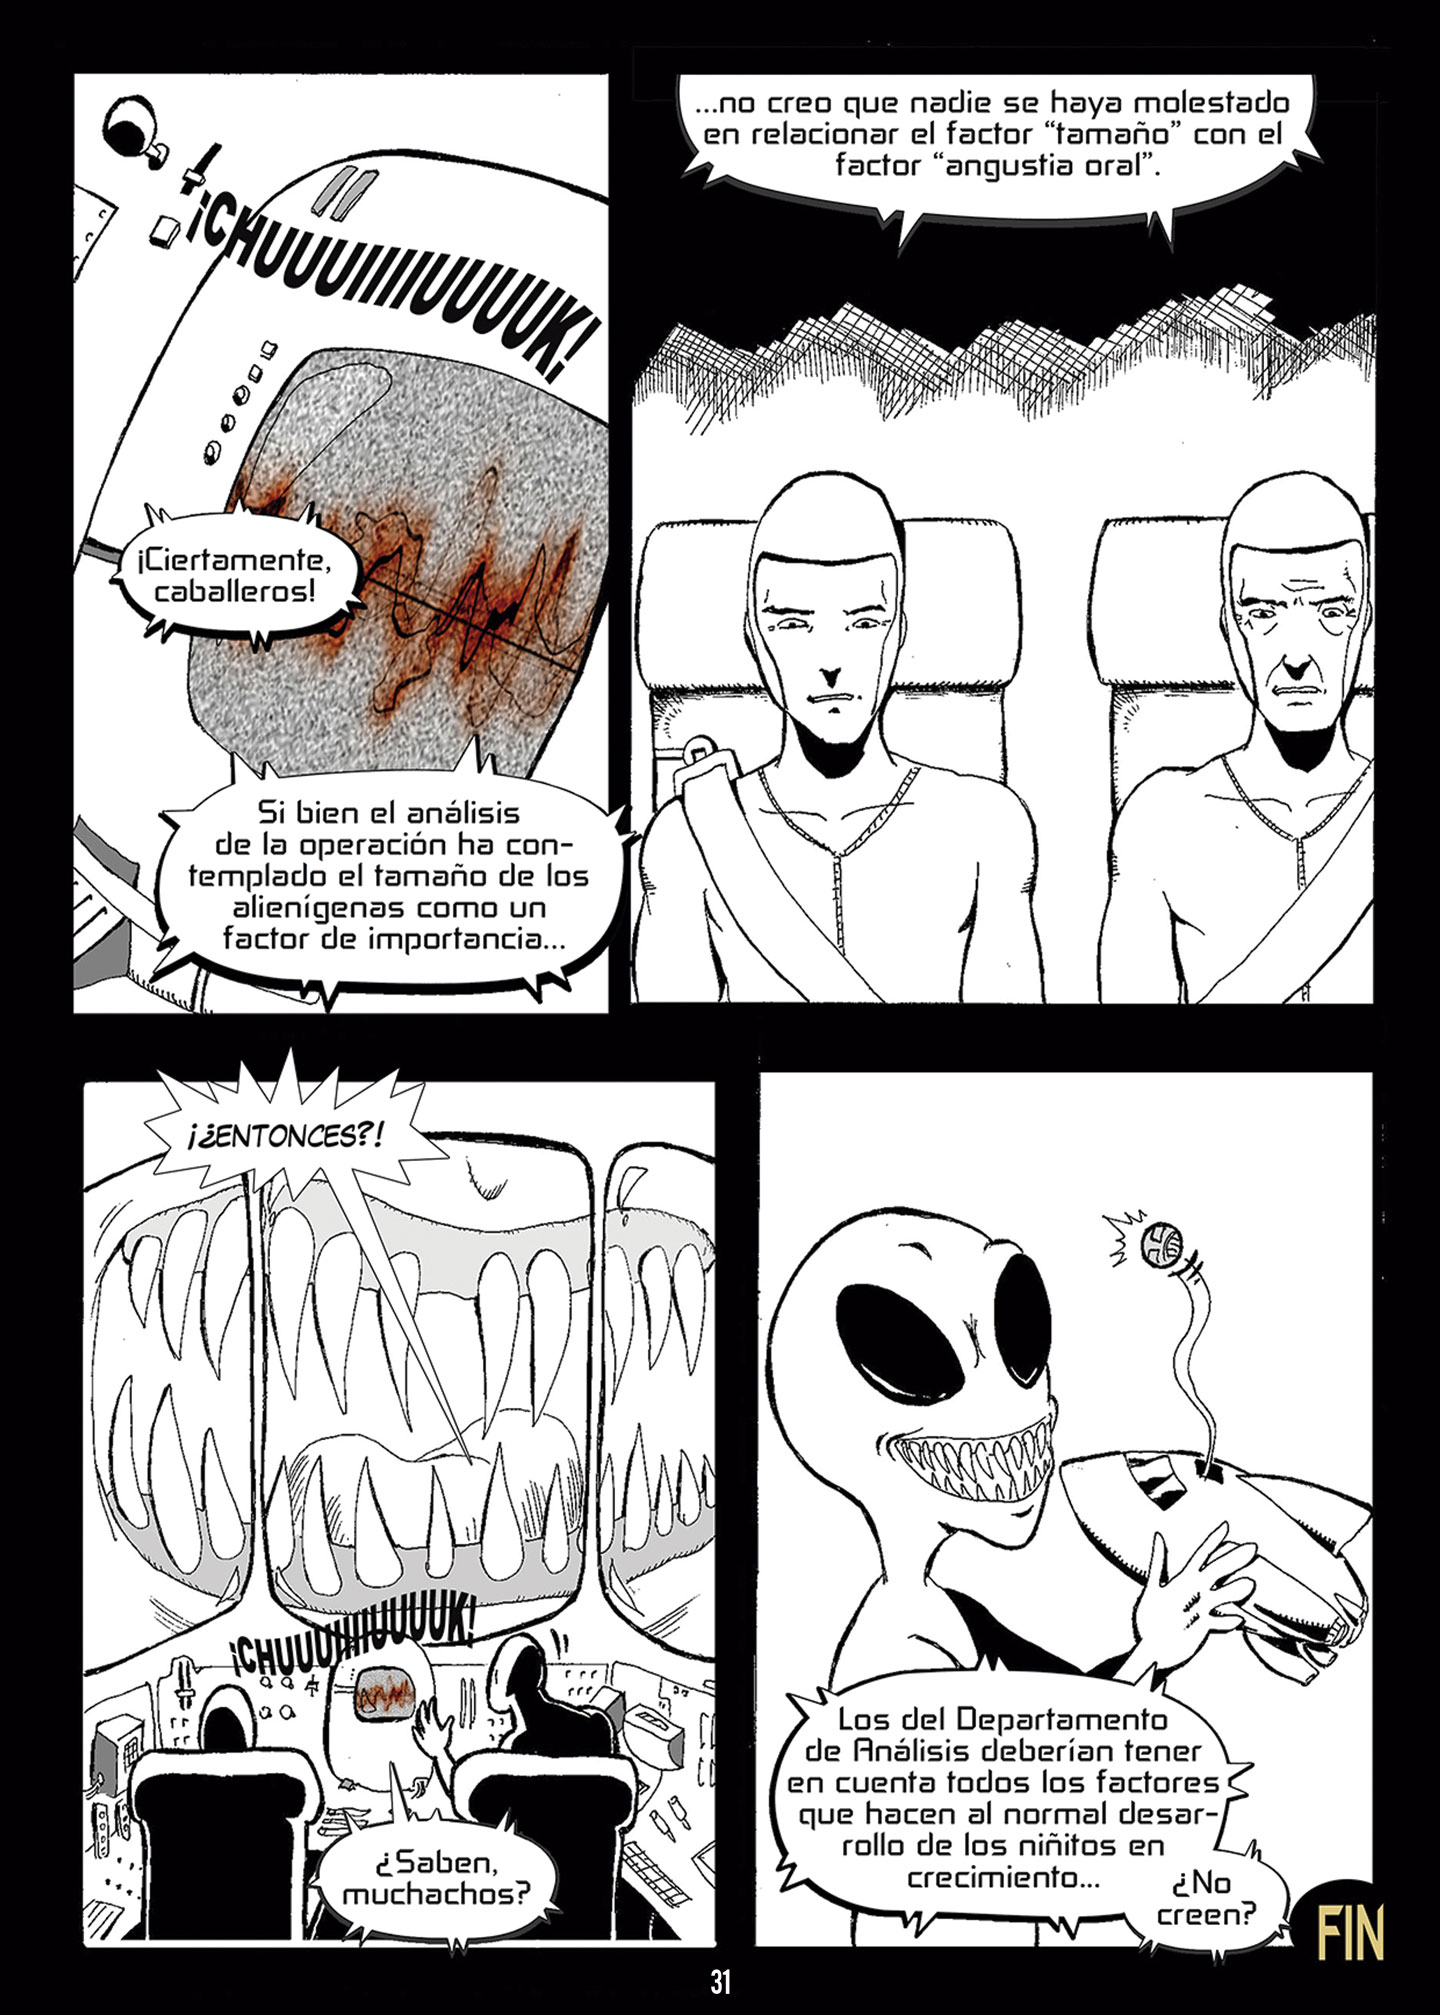 ¡CHUUUIIIIUUUUUK!
¡Ciertamente,
caballeros!
Si bien el análisis
de la operación ha con-
templado el tamaño de los
alienígenas como un
factor de importancia...
...no creo que nadie se haya molestado
en relacionar el factor “tamaño” con el
factor “angustia oral”.
¡¿ENTONCES?!
¡CHUUUIIIIUUUUUK!
¿Saben,
muchachos?
Los del Departamento
de Análisis deberían tener
en cuenta todos los factores
que hacen al normal desar-
rollo de los niñitos en
crecimiento...
¿No
creen?
FIN
31